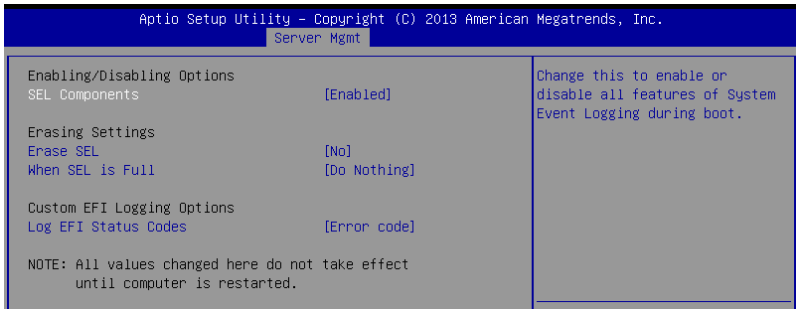 Aptio Setup Utility – Copyright (C) 2013 American Megatrends, Inc.
Server Mgmt
Enabling/Disabling Options
SEL Components [Enabled]
Erasing Settings
Erase SEL [No]
When SEL is Full [Do Nothing]
Custom EFI Logging Options
Log EFI Status Codes [Error code]
NOTE: All values changed here do not take effect
until computer is restarted.
Change this to enable or
disable all features of System
Event Logging during boot.